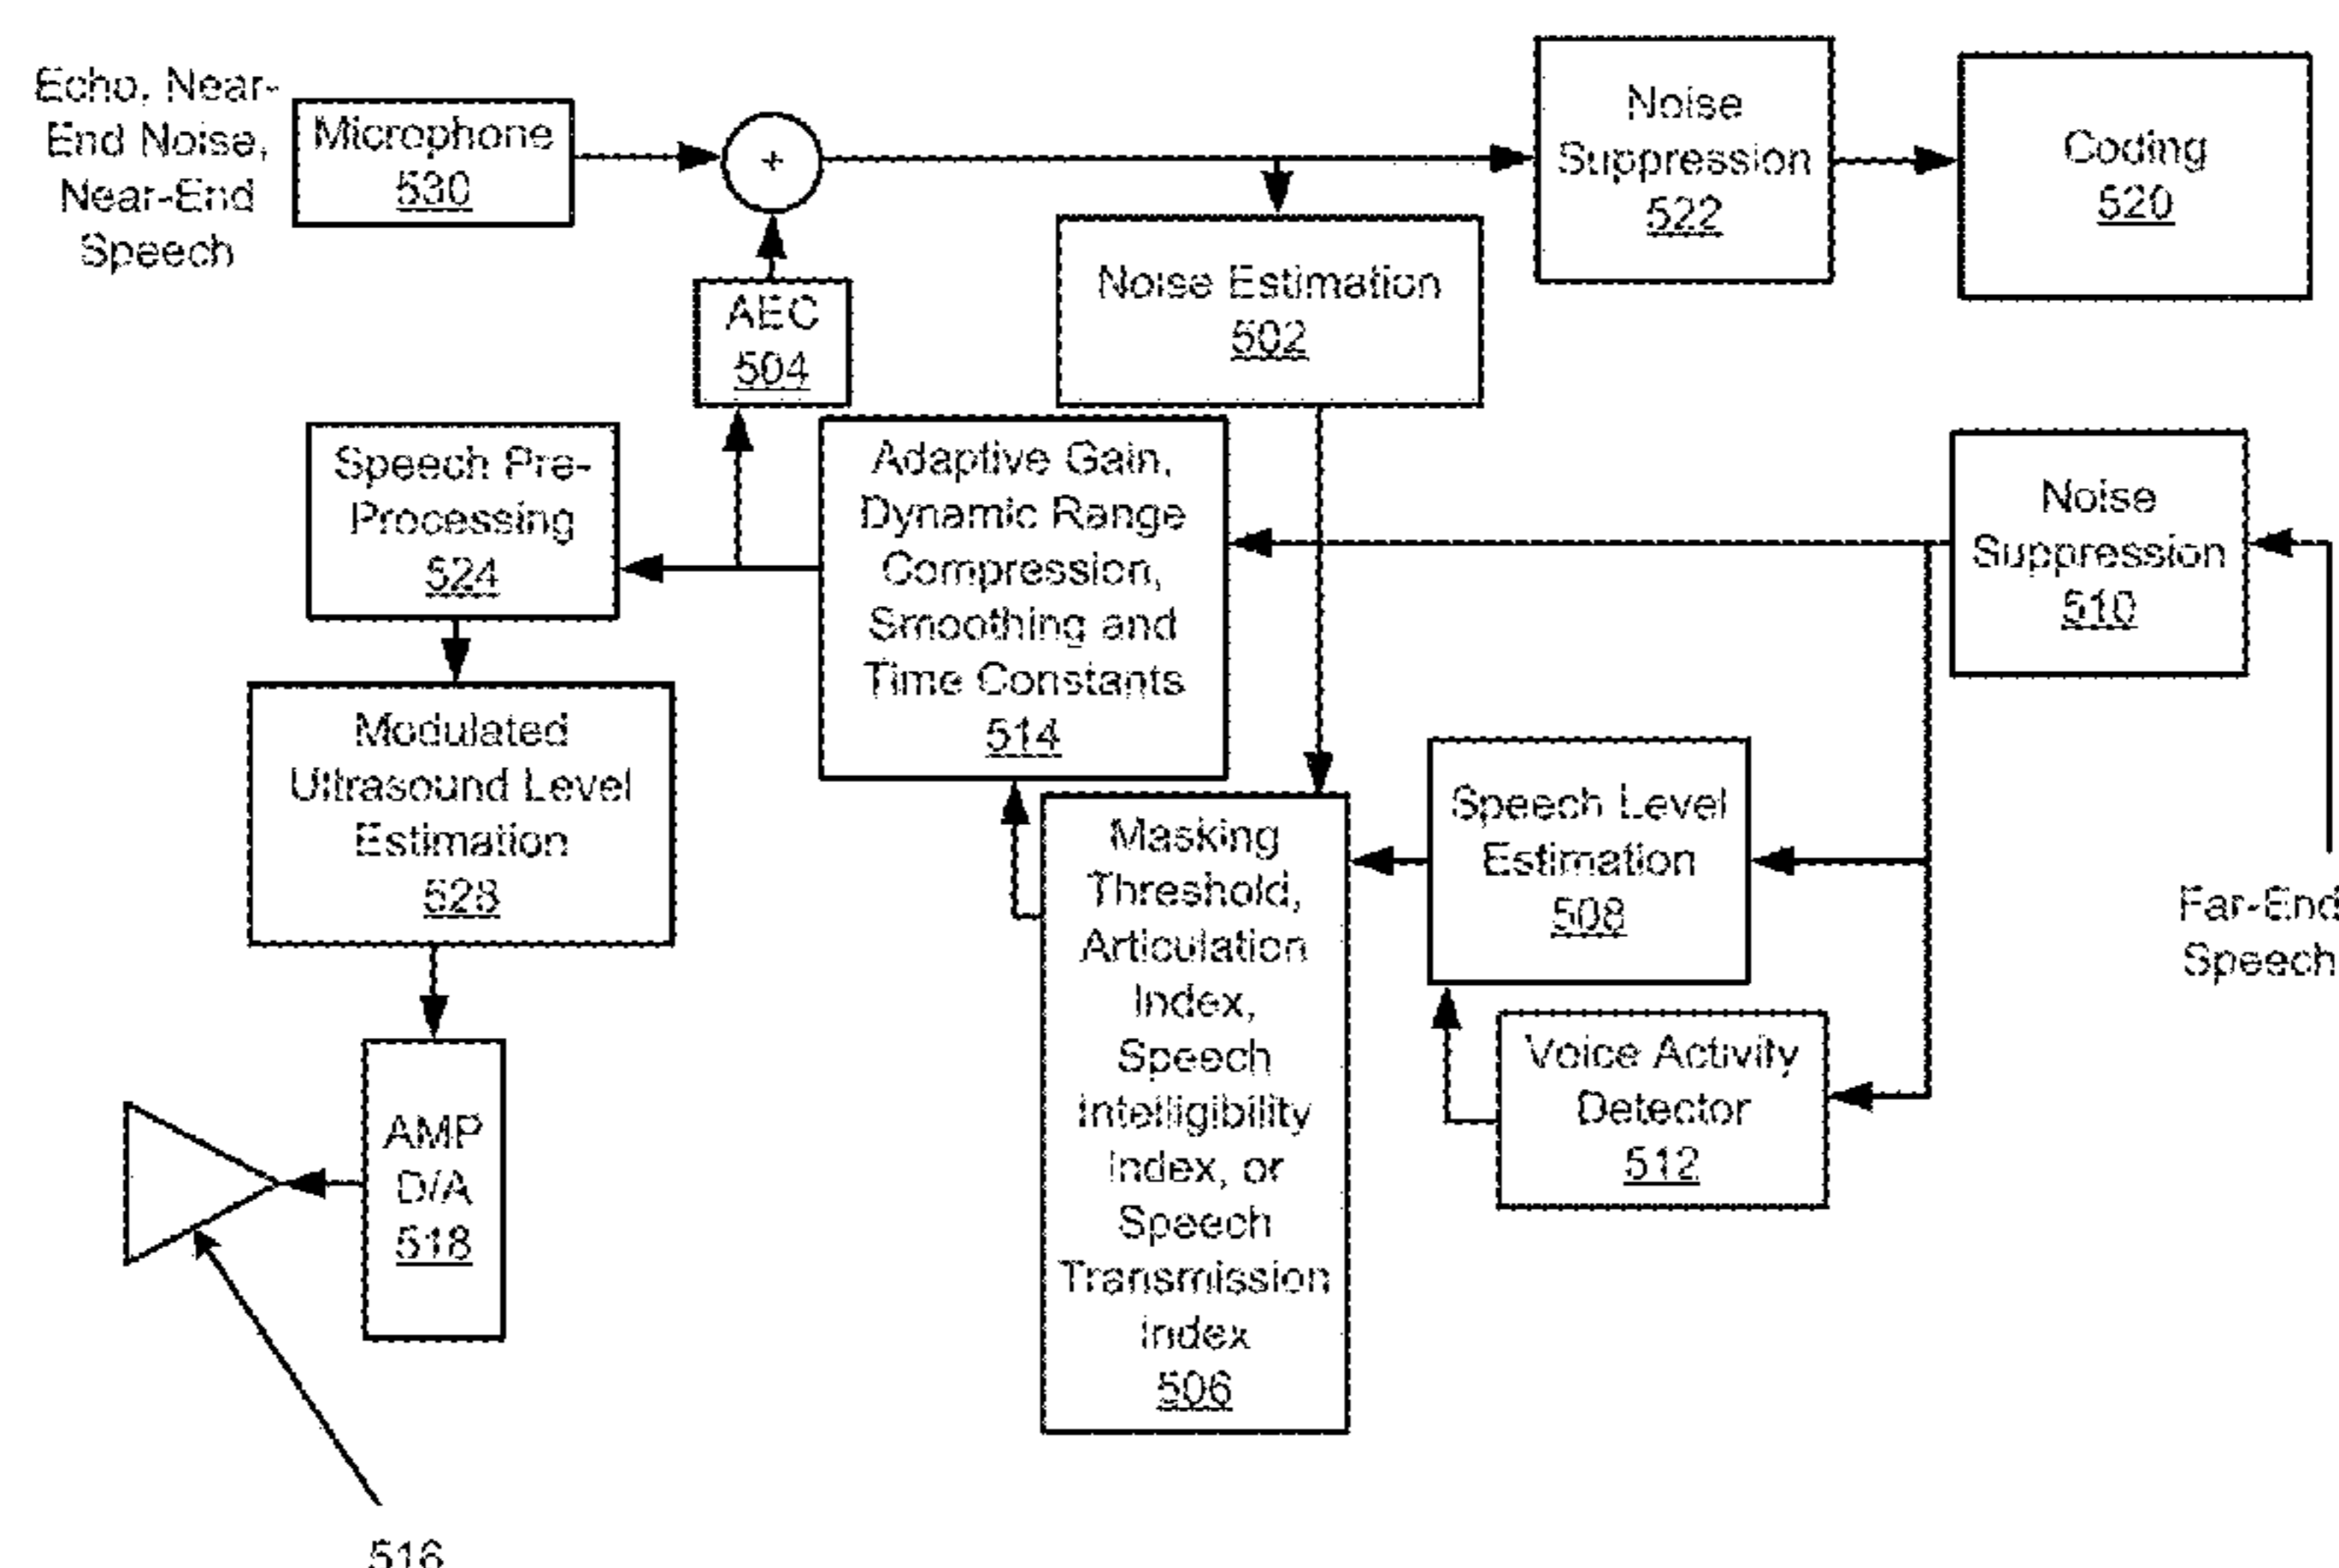 Echo, Near-
End Noise,
Near-End
Speech
Microphone
530
+
Noise
Suppression
522
Coding
520
AEC
504
Noise Estimation
502
Speech Pre-
Processing
524
Adaptive Gain,
Dynamic Range
Compression,
Smoothing and
Time Constants
514
Noise
Suppression
510
Modulated
Ultrasound Level
Estimation
528
Masking
Threshold,
Articulation
Index,
Speech
Intelligibility
Index, or
Speech
Transmission
Index
506
Speech Level
Estimation
508
Far-End
Speech
Voice Activity
Detector
512
AMP
D/A
518
516